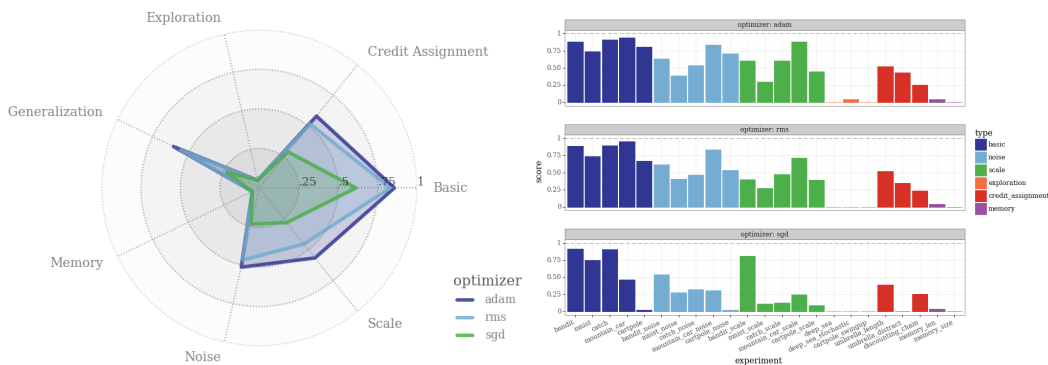 Exploration
Credit Assignment
Generalization
.25
.5
.75
1
Basic
Memory
Scale
Noise
optimizer
adam
rms
sgd
optimizer: adam
1
0.75
0.50
0.25
0
optimizer: rms
1
0.75
0.50
0.25
0
optimizer: sgd
1
0.75
0.50
0.25
0
score
bandit
mnist
catch
mountain_car
cartpole
bandit_noise
mnist_noise
catch_noise
mountain_car_noise
cartpole_noise
bandit_scale
mnist_scale
catch_scale
mountain_car_scale
cartpole_scale
deep_sea
deep_sea_stochastic
cartpole_swingup
umbrella_length
umbrella_distract
discounting_chain
memory_len
memory_size
experiment
type
basic
noise
scale
exploration
credit_assignment
memory